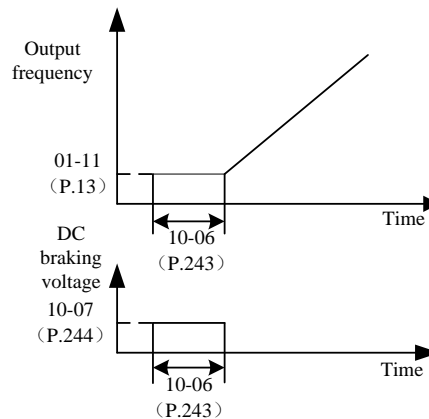 Output
frequency
01-11
（P.13）
Time
10-06
（P.243）
DC
braking
voltage
10-07
（P.244）
Time
10-06
（P.243）